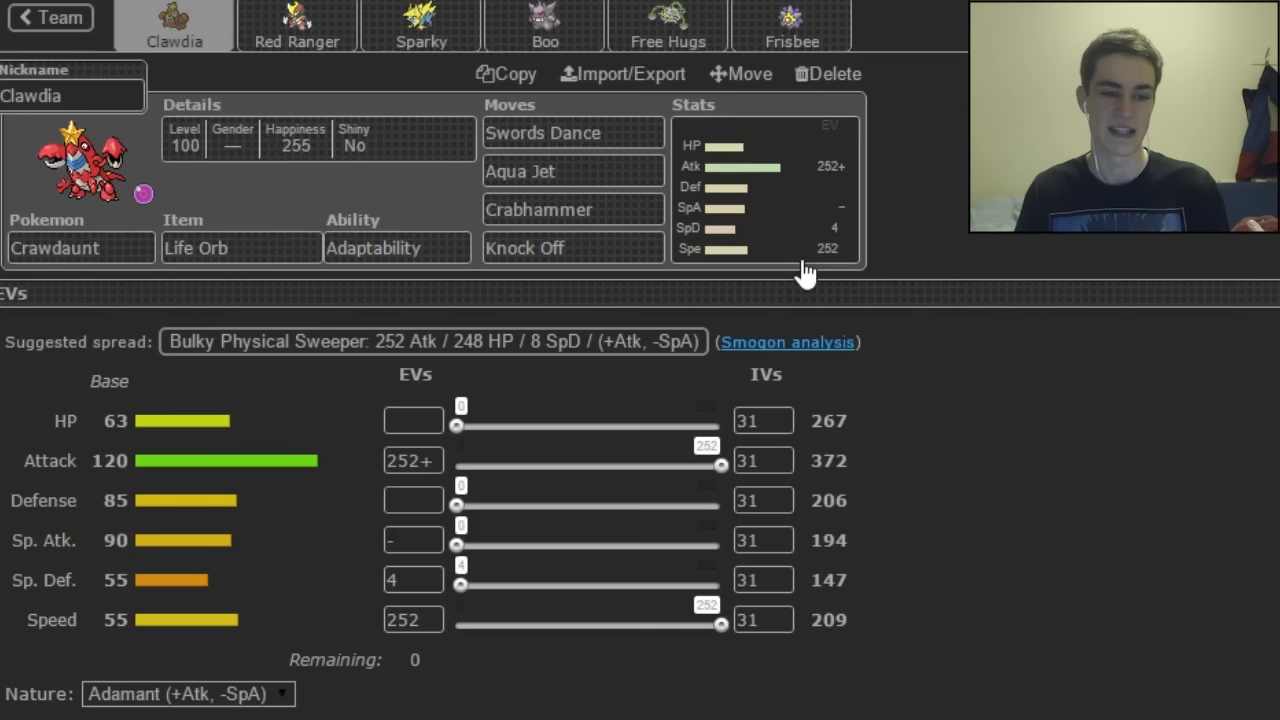 Team
Clawdia Red Ranger Sparky Boo Free Hugs Frisbee
Copy Import/Export Move Delete
Nickname
Clawdia
Details
Level Gender Happiness Shiny
100 — 255 No
Pokemon Item Ability
Crawdaunt Life Orb Adaptability
Moves
Swords Dance
Aqua Jet
Crabhammer
Knock Off
Stats
EV
HP
Atk 252+
Def
SpA –
SpD 4
Spe 252
EVs
Suggested spread: Bulky Physical Sweeper: 252 Atk / 248 HP / 8 SpD / (+Atk, -SpA) (Smogon analysis)
Base EVs IVs
HP 63 0 252 31 267
Attack 120 252+ 252 31 372
Defense 85 0 252 31 206
Sp. Atk. 90 - 0 252 31 194
Sp. Def. 55 4 4 252 31 147
Speed 55 252 252 31 209
Remaining: 0
Nature: Adamant (+Atk, -SpA)